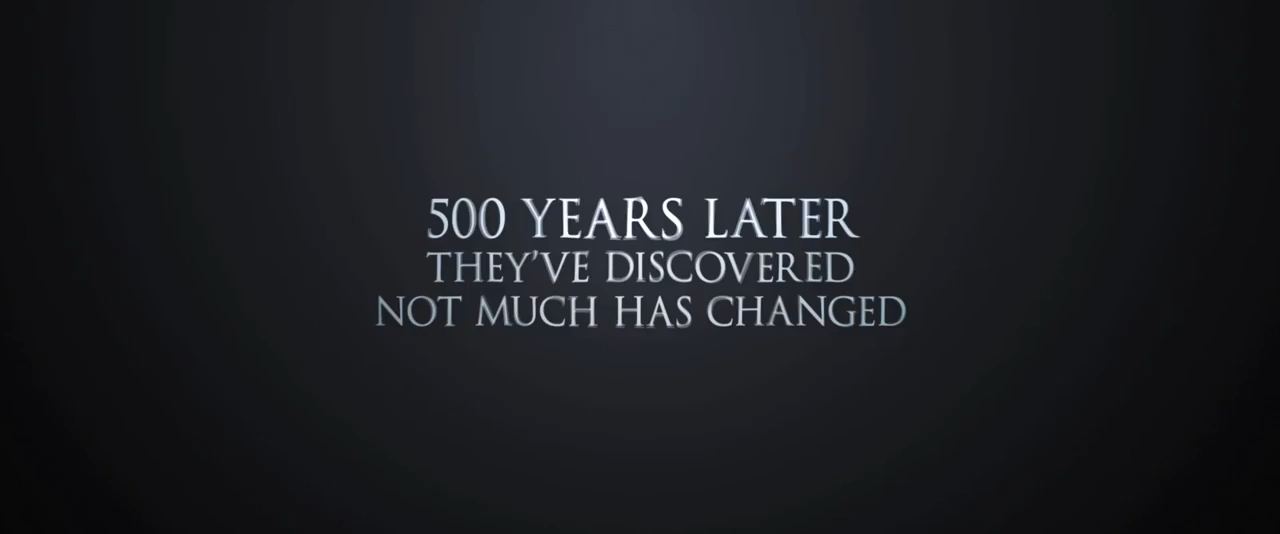 500 YEARS LATER
THEY'VE DISCOVERED
NOT MUCH HAS CHANGED